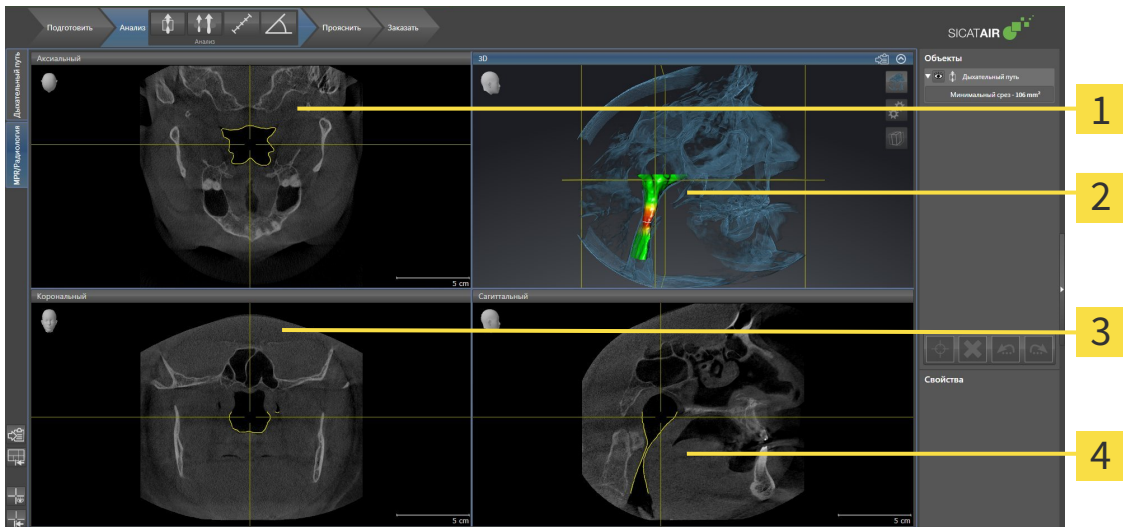 Подготовить
Анализ
Анализ
Прояснить
Заказать
SICATAIR
Дыхательный путь
MPR/Радиология
Аксиальный
5 cm
3D
Объекты
Дыхательный путь
Минимальный срез - 106 mm²
1
2
Корональный
5 cm
Сагиттальный
5 cm
3
Свойства
4